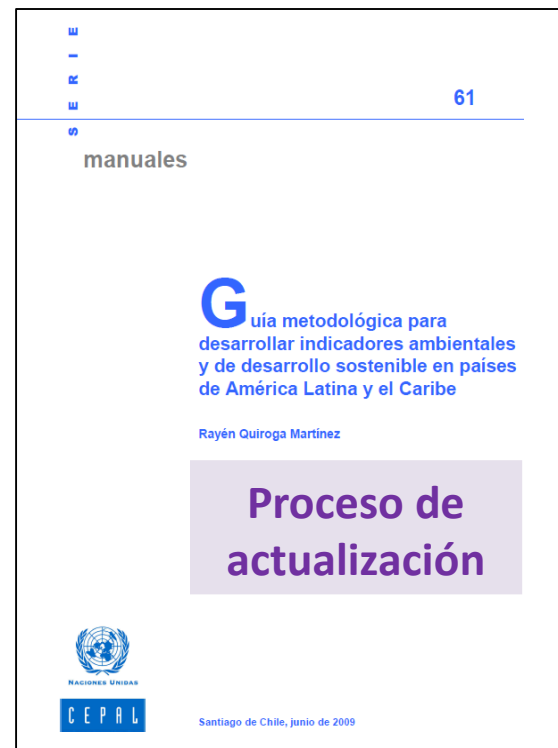 SERIE
61
manuales
Guía metodológica para
desarrollar indicadores ambientales
y de desarrollo sostenible en países
de América Latina y el Caribe
Rayén Quiroga Martínez
Proceso de
actualización
NACIONES UNIDAS
CEPAL
Santiago de Chile, junio de 2009